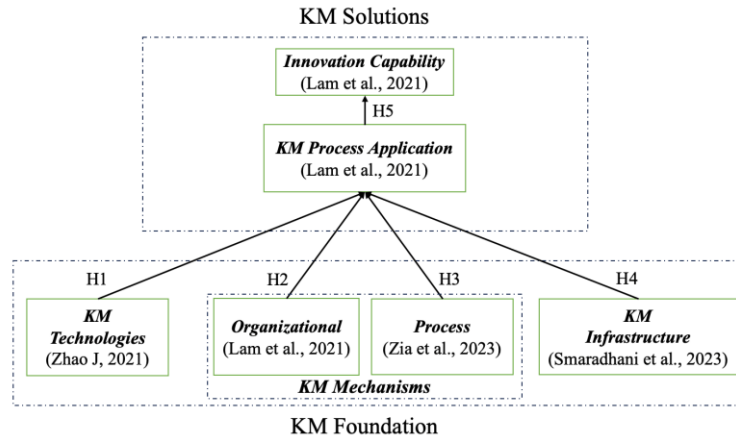 KM Solutions
Innovation Capability
(Lam et al., 2021)
H5
KM Process Application
(Lam et al., 2021)
H1
H2
H3
H4
KM
Technologies
(Zhao J, 2021)
Organizational
(Lam et al., 2021)
Process
(Zia et al., 2023)
KM
Infrastructure
(Smaradhani et al., 2023)
KM Mechanisms
KM Foundation